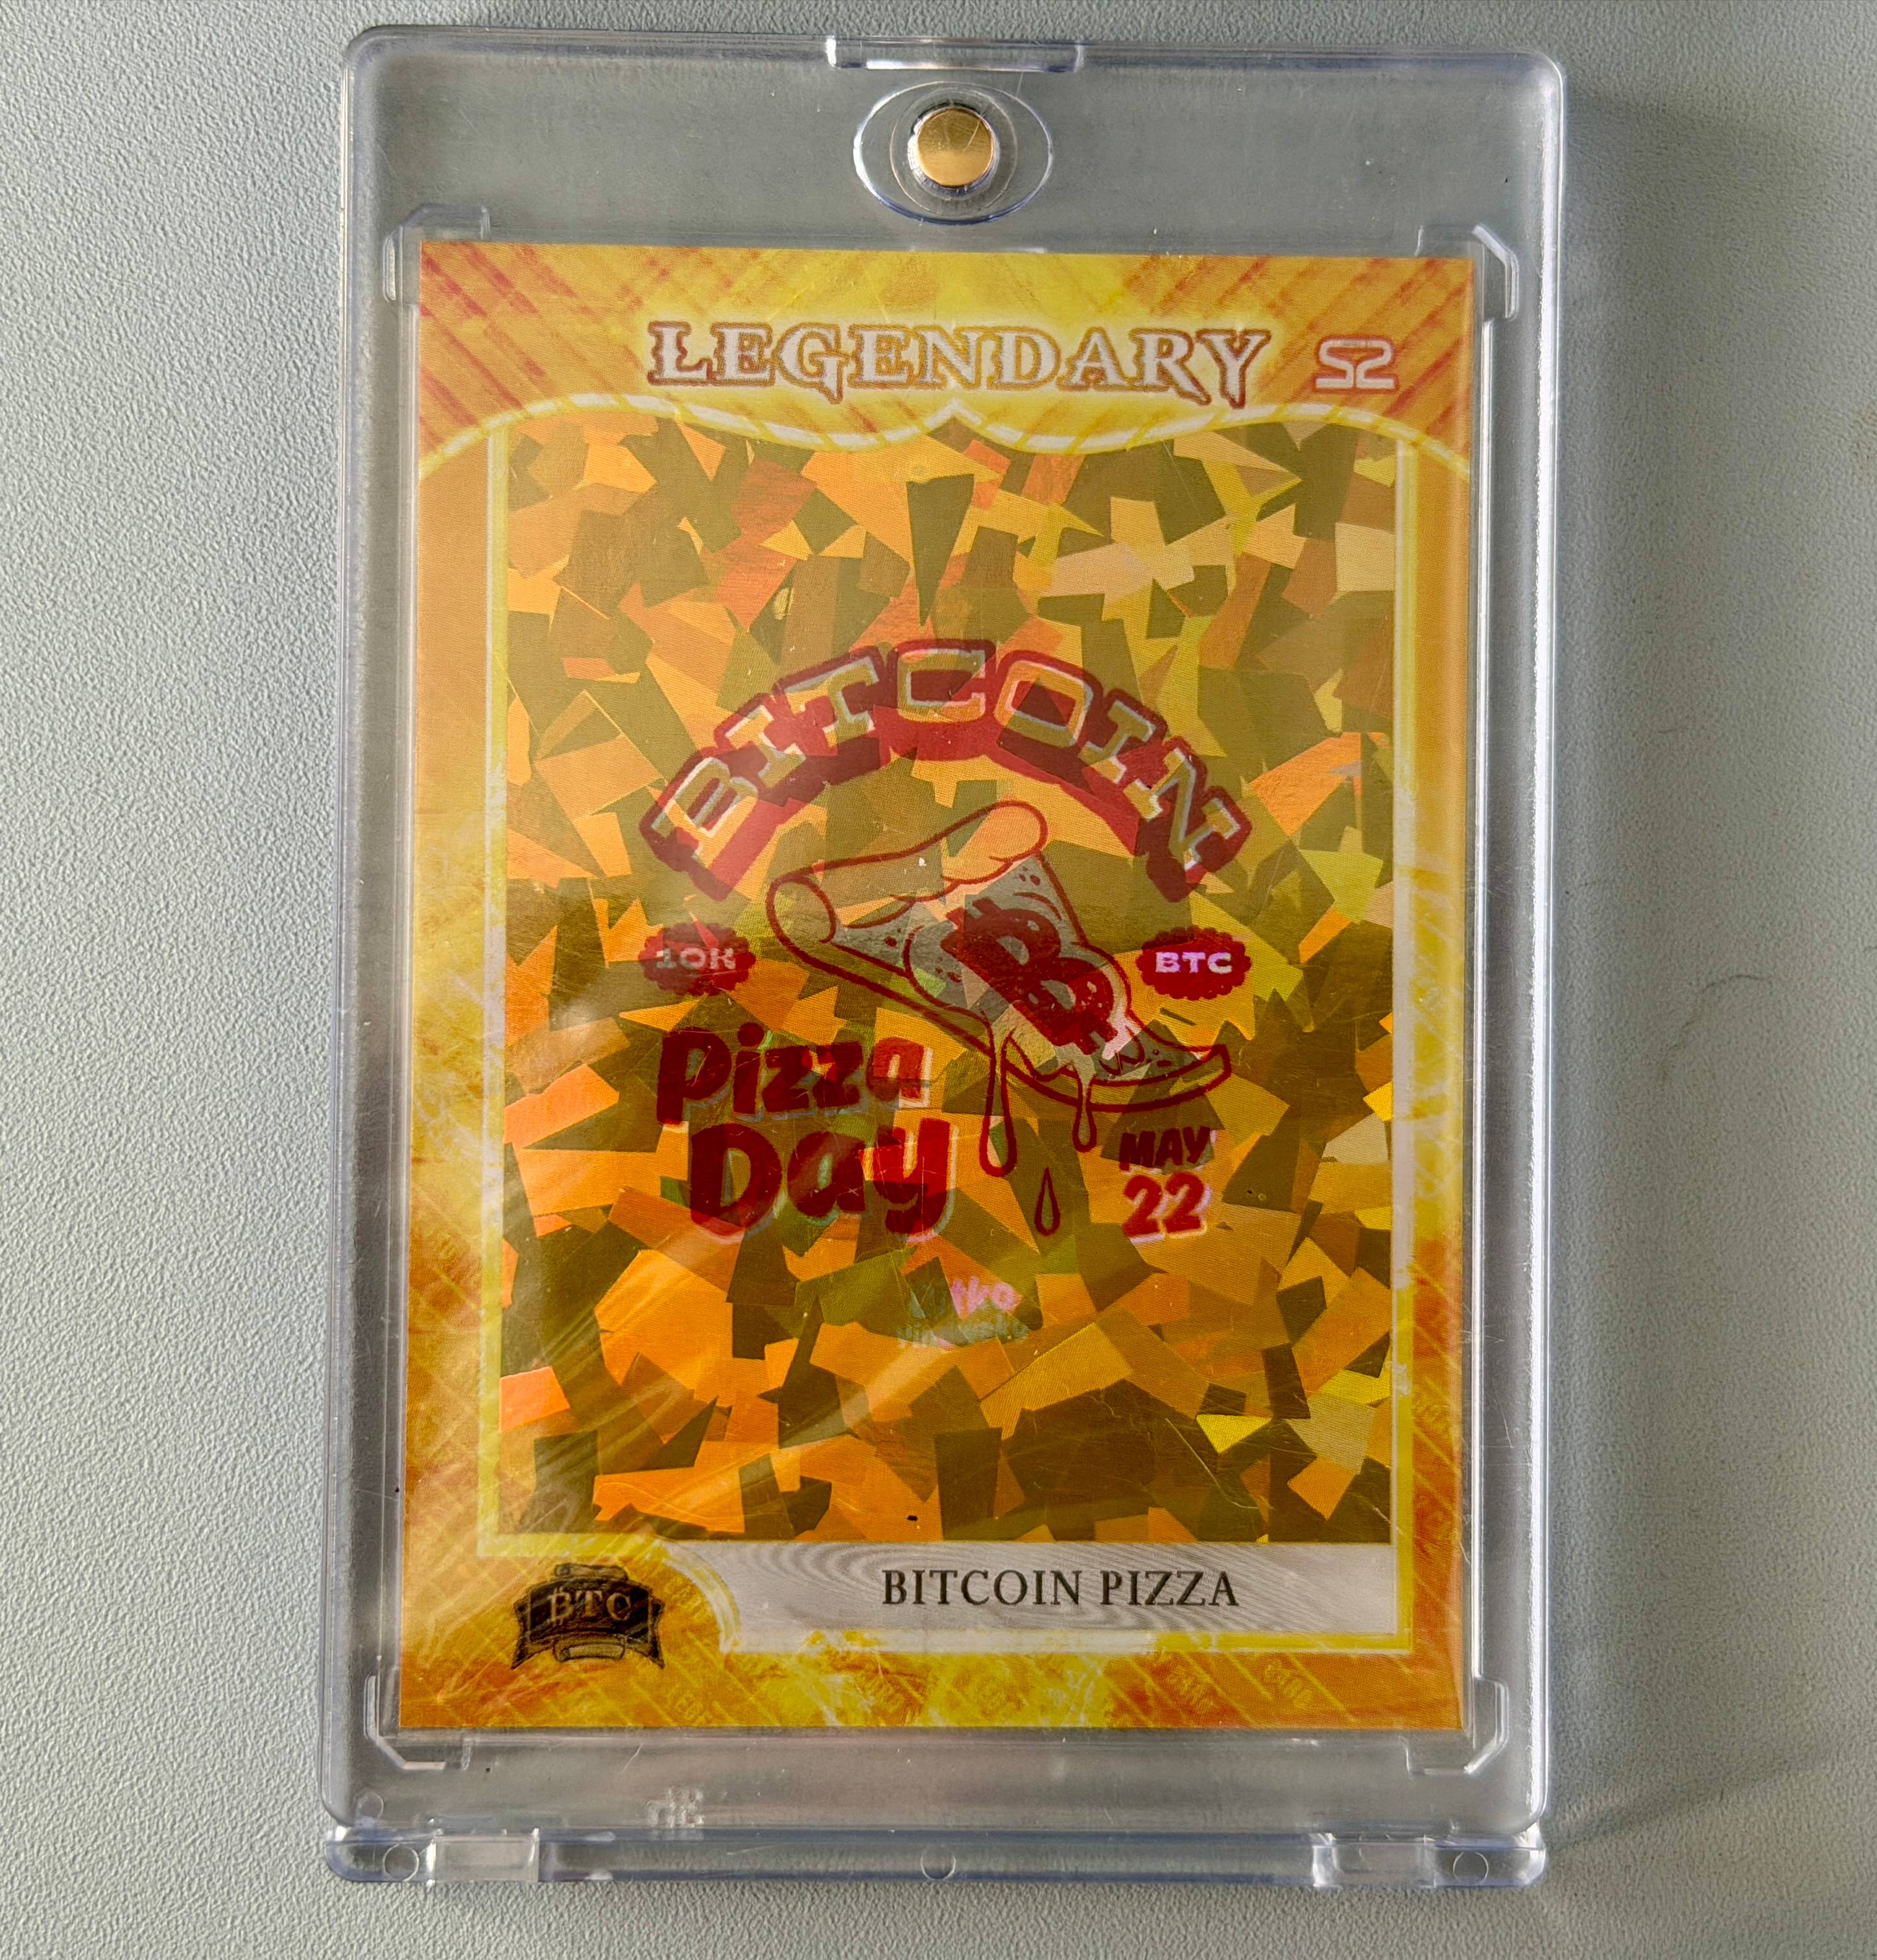 LEGENDARY S2
BITCOIN
10K
BTC
Pizza
Day
MAY
22
BTC
BITCOIN PIZZA